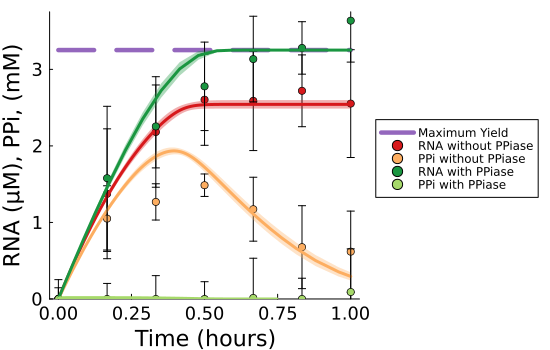 RNA (μM), PPi, (mM)
3
2
1
0
0.00 0.25 0.50 0.75 1.00
Time (hours)
Maximum Yield
RNA without PPiase
PPi without PPiase
RNA with PPiase
PPi with PPiase